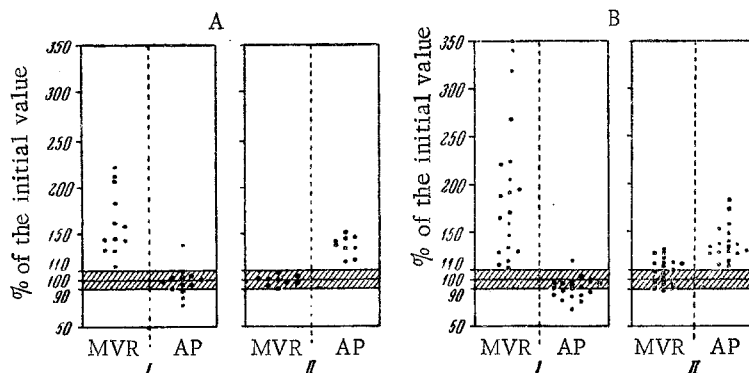 A
B
% of the initial value
350
300
250
200
150
110
100
90
50
MVR AP
I
MVR AP
II
% of the initial value
350
300
250
200
150
110
100
90
50
MVR AP
I
MVR AP
II